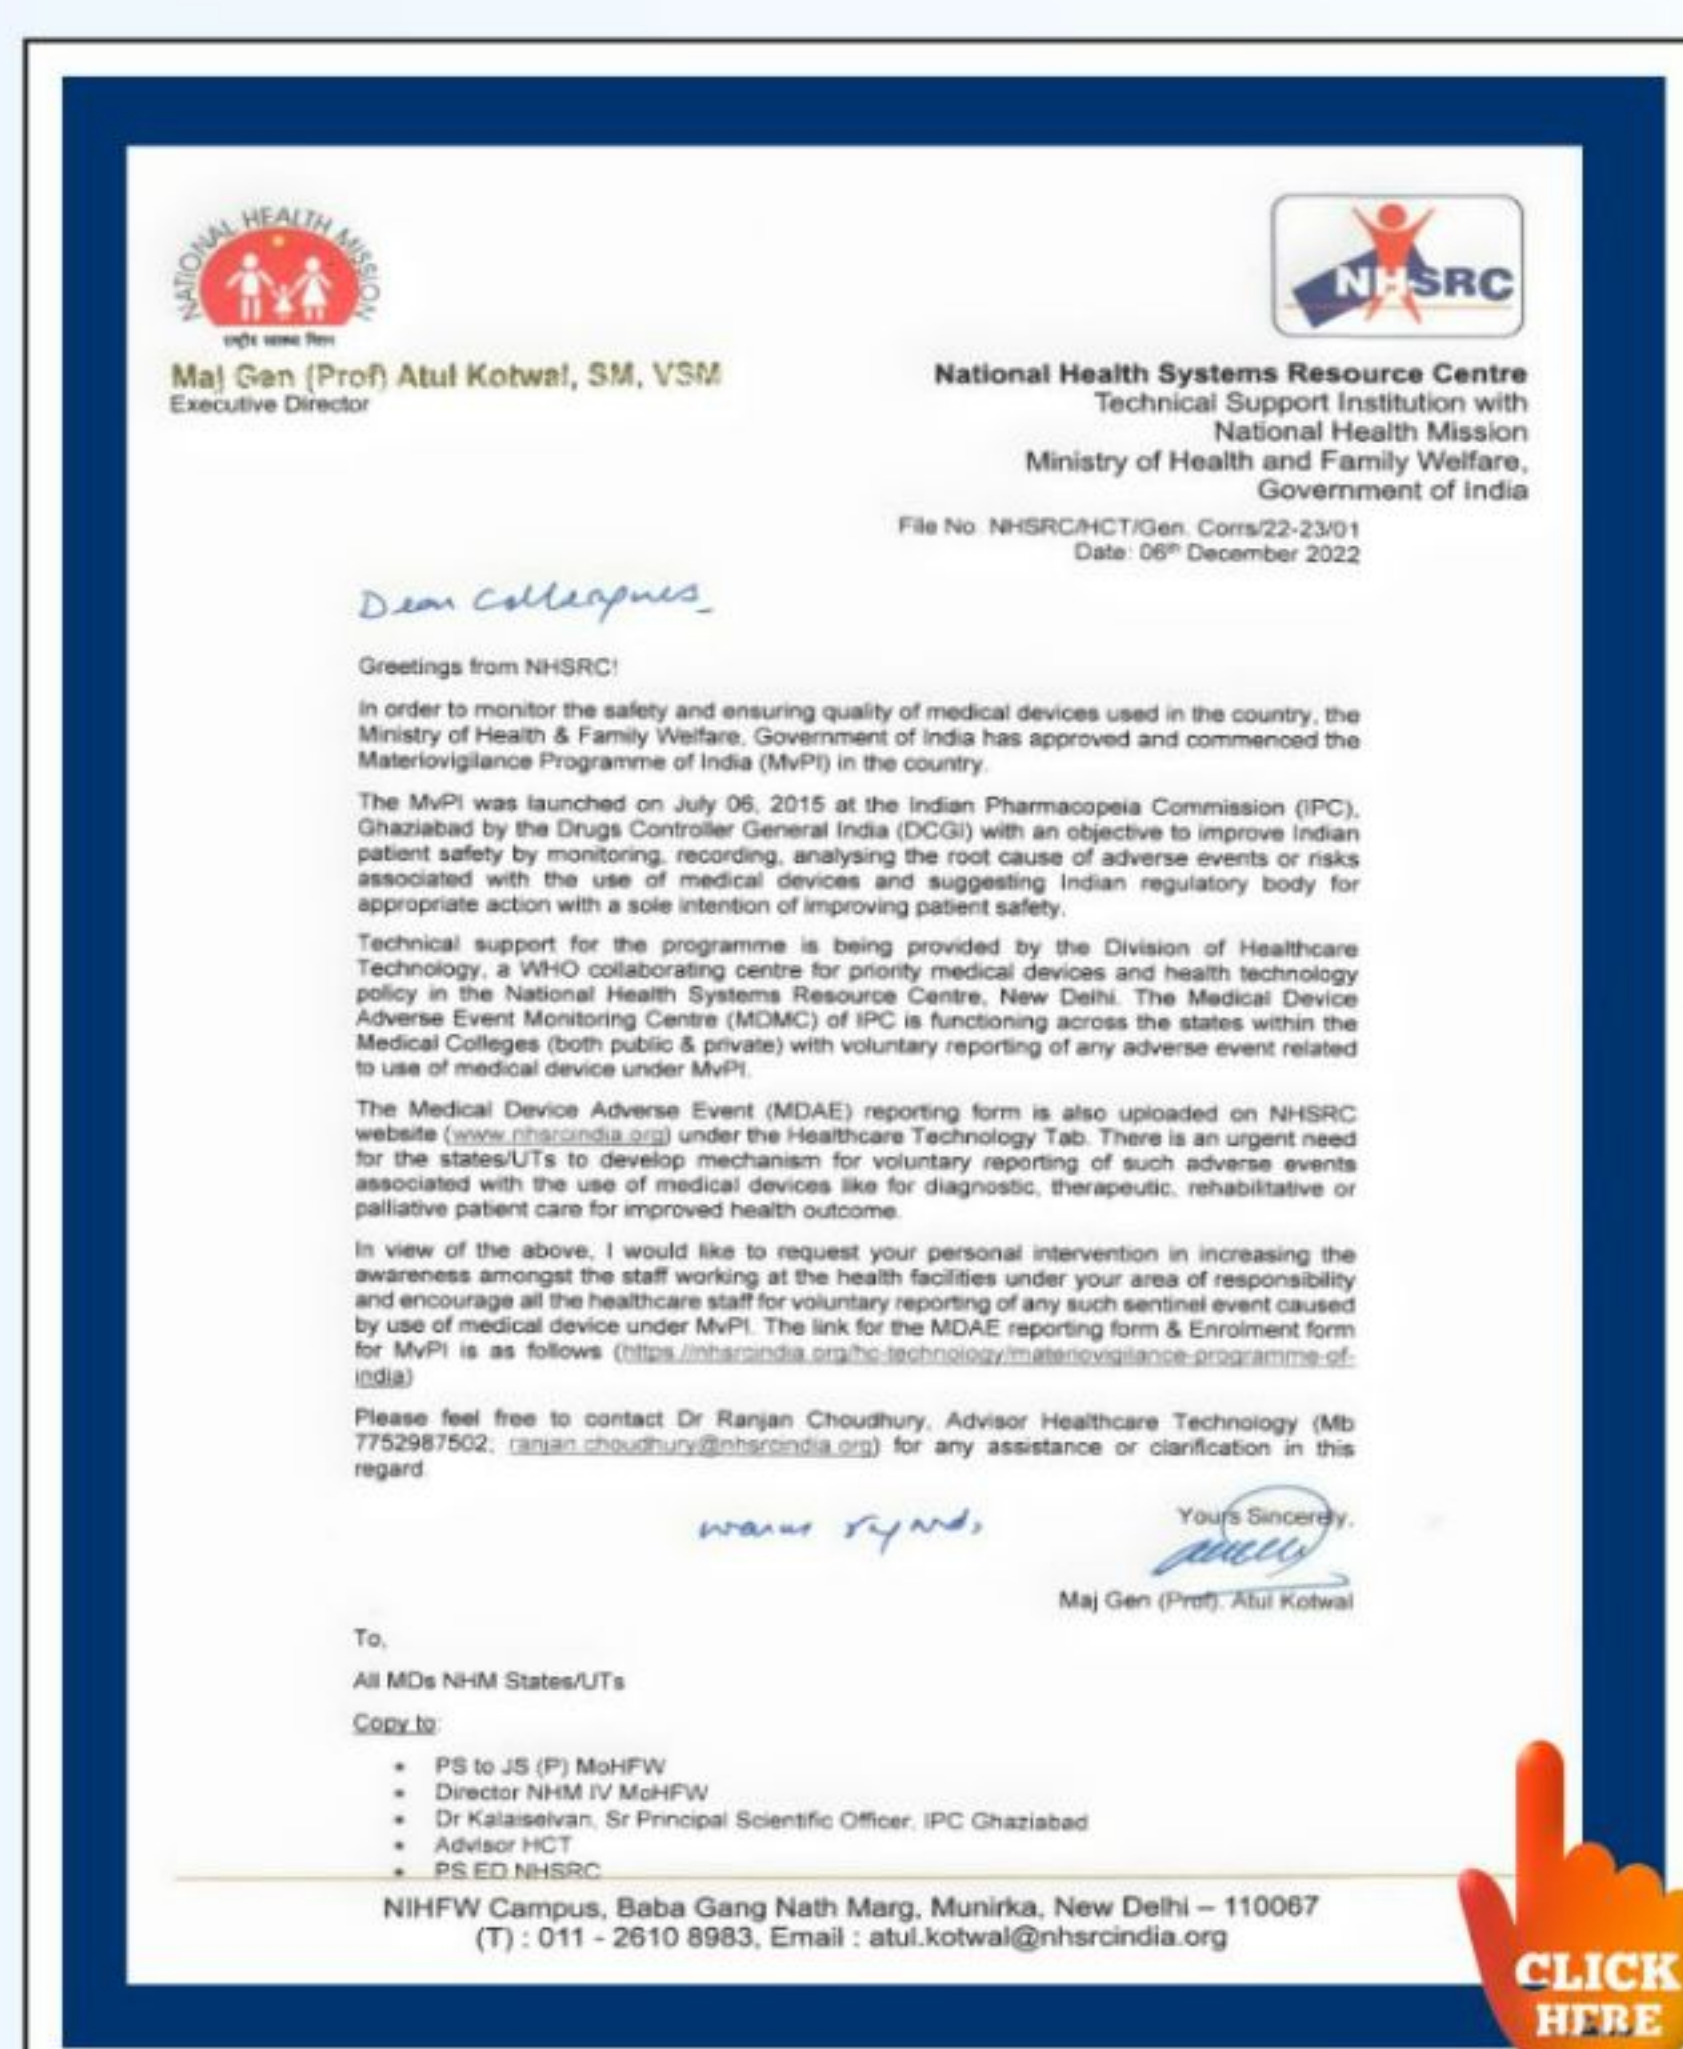 NATIONAL HEALTH MISSION
राष्ट्रीय स्वास्थ्य मिशन
NHSRC
Maj Gen (Prof) Atul Kotwal, SM, VSM
Executive Director
National Health Systems Resource Centre
Technical Support Institution with
National Health Mission
Ministry of Health and Family Welfare,
Government of India
File No. NHSRC/HCT/Gen. Corrs/22-23/01
Date: 06th December 2022
Dear Colleagues,
Greetings from NHSRC!
In order to monitor the safety and ensuring quality of medical devices used in the country, the
Ministry of Health & Family Welfare, Government of India has approved and commenced the
Materiovigilance Programme of India (MvPI) in the country.
The MvPI was launched on July 06, 2015 at the Indian Pharmacopeia Commission (IPC),
Ghaziabad by the Drugs Controller General India (DCGI) with an objective to improve Indian
patient safety by monitoring, recording, analysing the root cause of adverse events or risks
associated with the use of medical devices and suggesting Indian regulatory body for
appropriate action with a sole intention of improving patient safety.
Technical support for the programme is being provided by the Division of Healthcare
Technology, a WHO collaborating centre for priority medical devices and health technology
policy in the National Health Systems Resource Centre, New Delhi. The Medical Device
Adverse Event Monitoring Centre (MDMC) of IPC is functioning across the states within the
Medical Colleges (both public & private) with voluntary reporting of any adverse event related
to use of medical device under MvPI.
The Medical Device Adverse Event (MDAE) reporting form is also uploaded on NHSRC
website (www.nhsrcindia.org) under the Healthcare Technology Tab. There is an urgent need
for the states/UTs to develop mechanism for voluntary reporting of such adverse events
associated with the use of medical devices like for diagnostic, therapeutic, rehabilitative or
palliative patient care for improved health outcome.
In view of the above, I would like to request your personal intervention in increasing the
awareness amongst the staff working at the health facilities under your area of responsibility
and encourage all the healthcare staff for voluntary reporting of any such sentinel event caused
by use of medical device under MvPI. The link for the MDAE reporting form & Enrolment form
for MvPI is as follows (https://nhsrcindia.org/hc-technology/materiovigilance-programme-of-
india)
Please feel free to contact Dr Ranjan Choudhury, Advisor Healthcare Technology (Mb
7752987502; ranjan.choudhury@nhsrcindia.org) for any assistance or clarification in this
regard.
warm regards,
Yours Sincerely,
Maj Gen (Prof). Atul Kotwal
To,
All MDs NHM States/UTs
Copy to:
• PS to JS (P) MoHFW
• Director NHM IV MoHFW
• Dr Kalaiselvan, Sr Principal Scientific Officer, IPC Ghaziabad
• Advisor HCT
• PS ED NHSRC
NIHFW Campus, Baba Gang Nath Marg, Munirka, New Delhi – 110067
(T) : 011 - 2610 8983, Email : atul.kotwal@nhsrcindia.org
CLICK
HERE